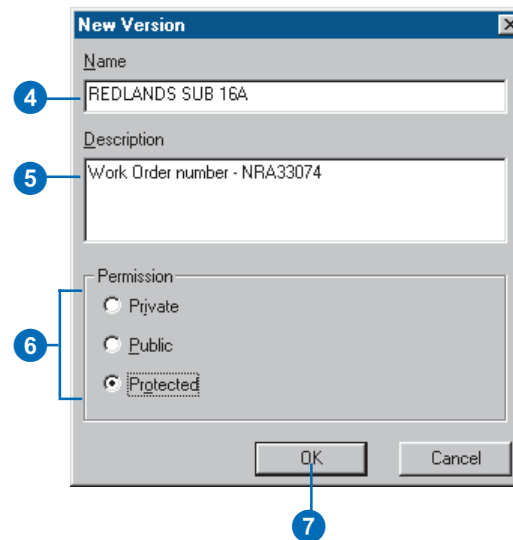 New Version
Name
4
REDLANDS SUB 16A
Description
5
Work Order number - NRA33074
Permission
Private
6
Public
Protected
OK
Cancel
7